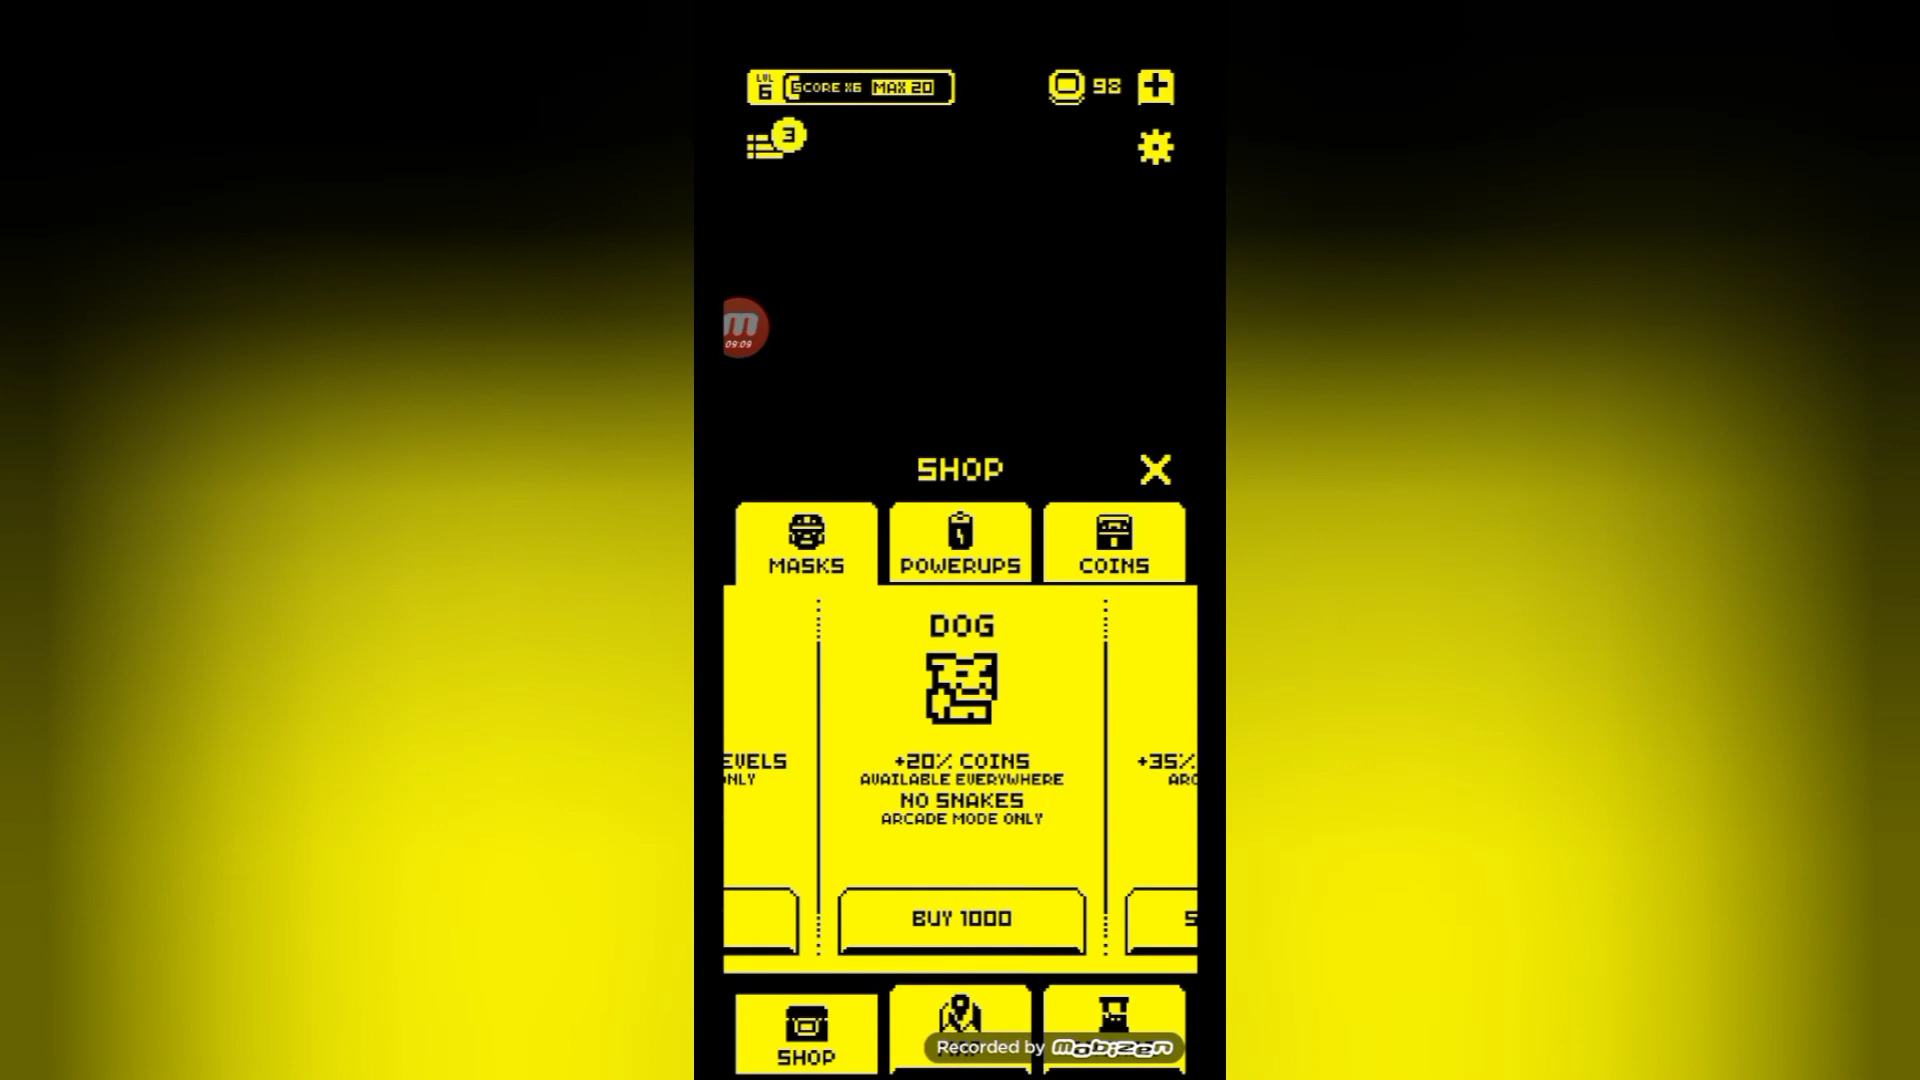 LVL
6
SCORE X6 MAX 20
98
3
m
09:09
SHOP
MASKS
POWERUPS
COINS
DOG
EVELS
NLY
+20% COINS
AVAILABLE EVERYWHERE
NO SNAKES
ARCADE MODE ONLY
+35%
ARC
BUY 1000
S
SHOP
Recorded by mobizen